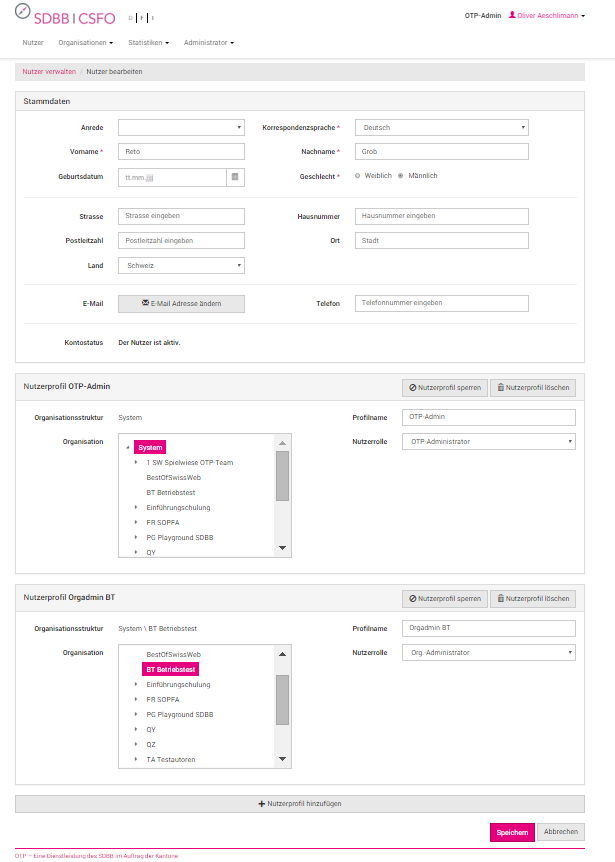 SDBB | CSFO D | F | I
OTP-Admin Oliver Aeschlimann
Nutzer Organisationen Statistiken Administrator
Nutzer verwalten / Nutzer bearbeiten
Stammdaten
Anrede Korrespondenzsprache * Deutsch
Vorname * Reto Nachname * Grob
Geburtsdatum tt.mm.jjjj Geschlecht * Weiblich Männlich
Strasse Strasse eingeben Hausnummer Hausnummer eingeben
Postleitzahl Postleitzahl eingeben Ort Stadt
Land Schweiz
E-Mail E-Mail Adresse ändern Telefon Telefonnummer eingeben
Kontostatus Der Nutzer ist aktiv.
Nutzerprofil OTP-Admin Nutzerprofil sperren Nutzerprofil löschen
Organisationsstruktur System Profilname OTP-Admin
Organisation System Nutzerrolle OTP-Administrator
1 SW Spielwiese OTP-Team
BestOfSwissWeb
BT Betriebstest
Einführungschulung
FR SOPFA
PG Playground SDBB
QY
Nutzerprofil Orgadmin BT Nutzerprofil sperren Nutzerprofil löschen
Organisationsstruktur System \ BT Betriebstest Profilname Orgadmin BT
Organisation BestOfSwissWeb Nutzerrolle Org.-Administrator
BT Betriebstest
Einführungschulung
FR SOPFA
PG Playground SDBB
QY
QZ
TA Testautoren
Nutzerprofil hinzufügen
Speichern Abbrechen
OTP – Eine Dienstleistung des SDBB im Auftrag der Kantone